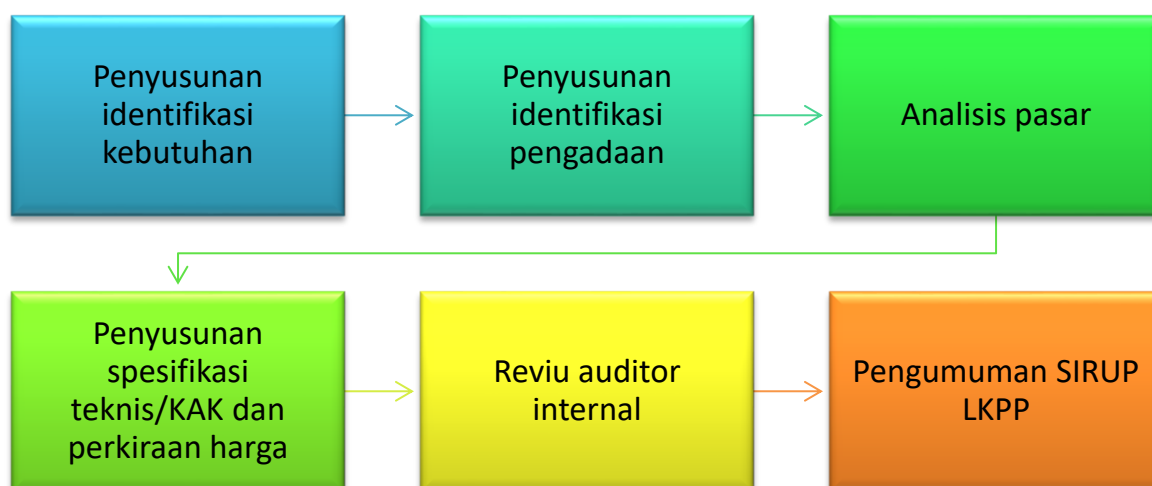 Penyusunan
identifikasi
kebutuhan
Penyusunan
identifikasi
pengadaan
Analisis pasar
Penyusunan
spesifikasi
teknis/KAK dan
perkiraan harga
Reviu auditor
internal
Pengumuman SIRUP
LKPP